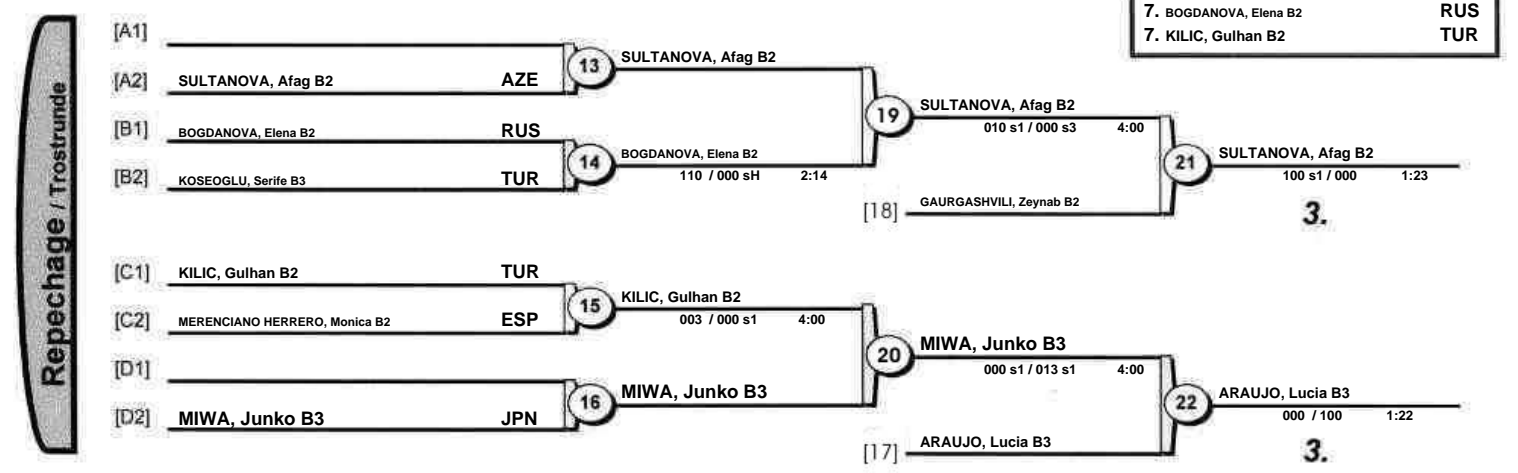 7. BOGDANOVA, Elena B2 RUS
7. KILIC, Gulhan B2 TUR
Repechage / Trostrunde
[A1]
[A2] SULTANOVA, Afag B2 AZE
13 SULTANOVA, Afag B2
[B1] BOGDANOVA, Elena B2 RUS
[B2] KOSEOGLU, Serife B3 TUR
14 BOGDANOVA, Elena B2
110 / 000 sH 2:14
19 SULTANOVA, Afag B2
010 s1 / 000 s3 4:00
[18] GAURGASHVILI, Zeynab B2
21 SULTANOVA, Afag B2
100 s1 / 000 1:23
3.
[C1] KILIC, Gulhan B2 TUR
[C2] MERENCIANO HERRERO, Monica B2 ESP
15 KILIC, Gulhan B2
003 / 000 s1 4:00
[D1]
[D2] MIWA, Junko B3 JPN
16 MIWA, Junko B3
20 MIWA, Junko B3
000 s1 / 013 s1 4:00
[17] ARAUJO, Lucia B3
22 ARAUJO, Lucia B3
000 / 100 1:22
3.